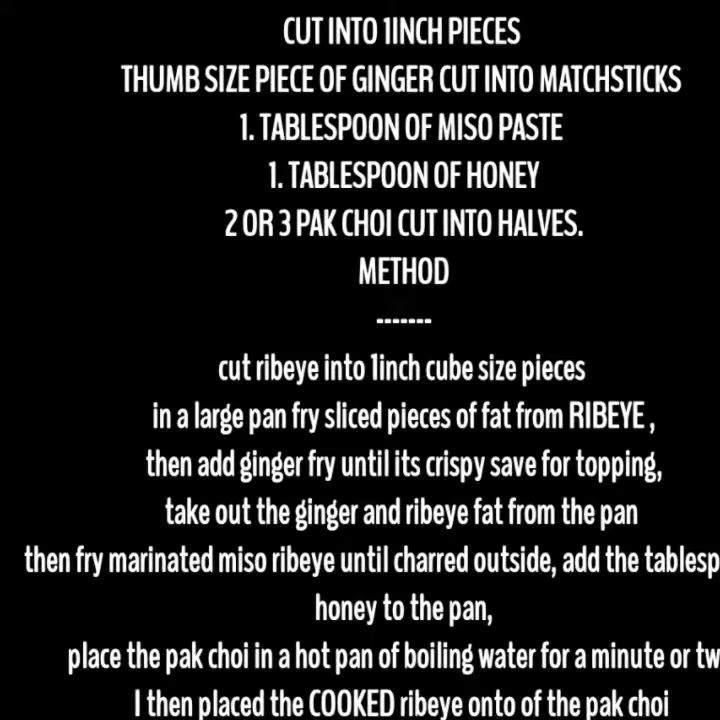 CUT INTO 1INCH PIECES
THUMB SIZE PIECE OF GINGER CUT INTO MATCHSTICKS
1. TABLESPOON OF MISO PASTE
1. TABLESPOON OF HONEY
2 OR 3 PAK CHOI CUT INTO HALVES.
METHOD
-------
cut ribeye into 1inch cube size pieces
in a large pan fry sliced pieces of fat from RIBEYE ,
then add ginger fry until its crispy save for topping,
take out the ginger and ribeye fat from the pan
then fry marinated miso ribeye until charred outside, add the tablesp
honey to the pan,
place the pak choi in a hot pan of boiling water for a minute or tw
I then placed the COOKED ribeye onto of the pak choi